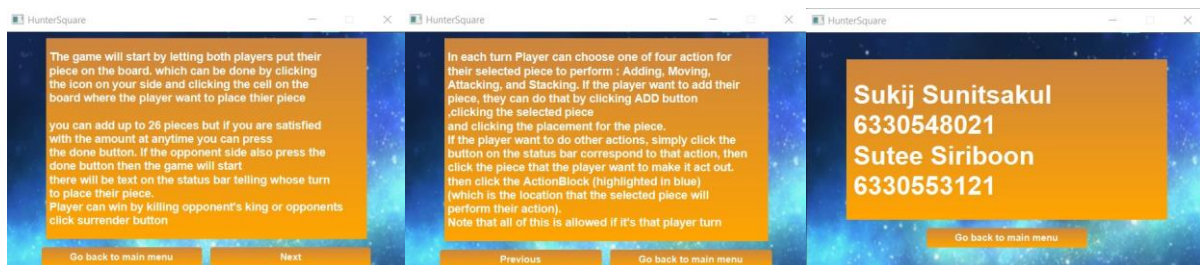 HunterSquare
The game will start by letting both players put their
piece on the board. which can be done by clicking
the icon on your side and clicking the cell on the
board where the player want to place thier piece
you can add up to 26 pieces but if you are satisfied
with the amount at anytime you can press
the done button. If the opponent side also press the
done button then the game will start
there will be text on the status bar telling whose turn
to place their piece.
Player can win by killing opponent's king or opponents
click surrender button
Go back to main menu
Next
HunterSquare
In each turn Player can choose one of four action for
their selected piece to perform : Adding, Moving,
Attacking, and Stacking. If the player want to add their
piece, they can do that by clicking ADD button
,clicking the selected piece
and clicking the placement for the piece.
If the player want to do other actions, simply click the
button on the status bar correspond to that action, then
click the piece that the player want to make it act out.
then click the ActionBlock (highlighted in blue)
(which is the location that the selected piece will
perform their action).
Note that all of this is allowed if it's that player turn
Previous
Go back to main menu
HunterSquare
Sukij Sunitsakul
6330548021
Sutee Siriboon
6330553121
Go back to main menu